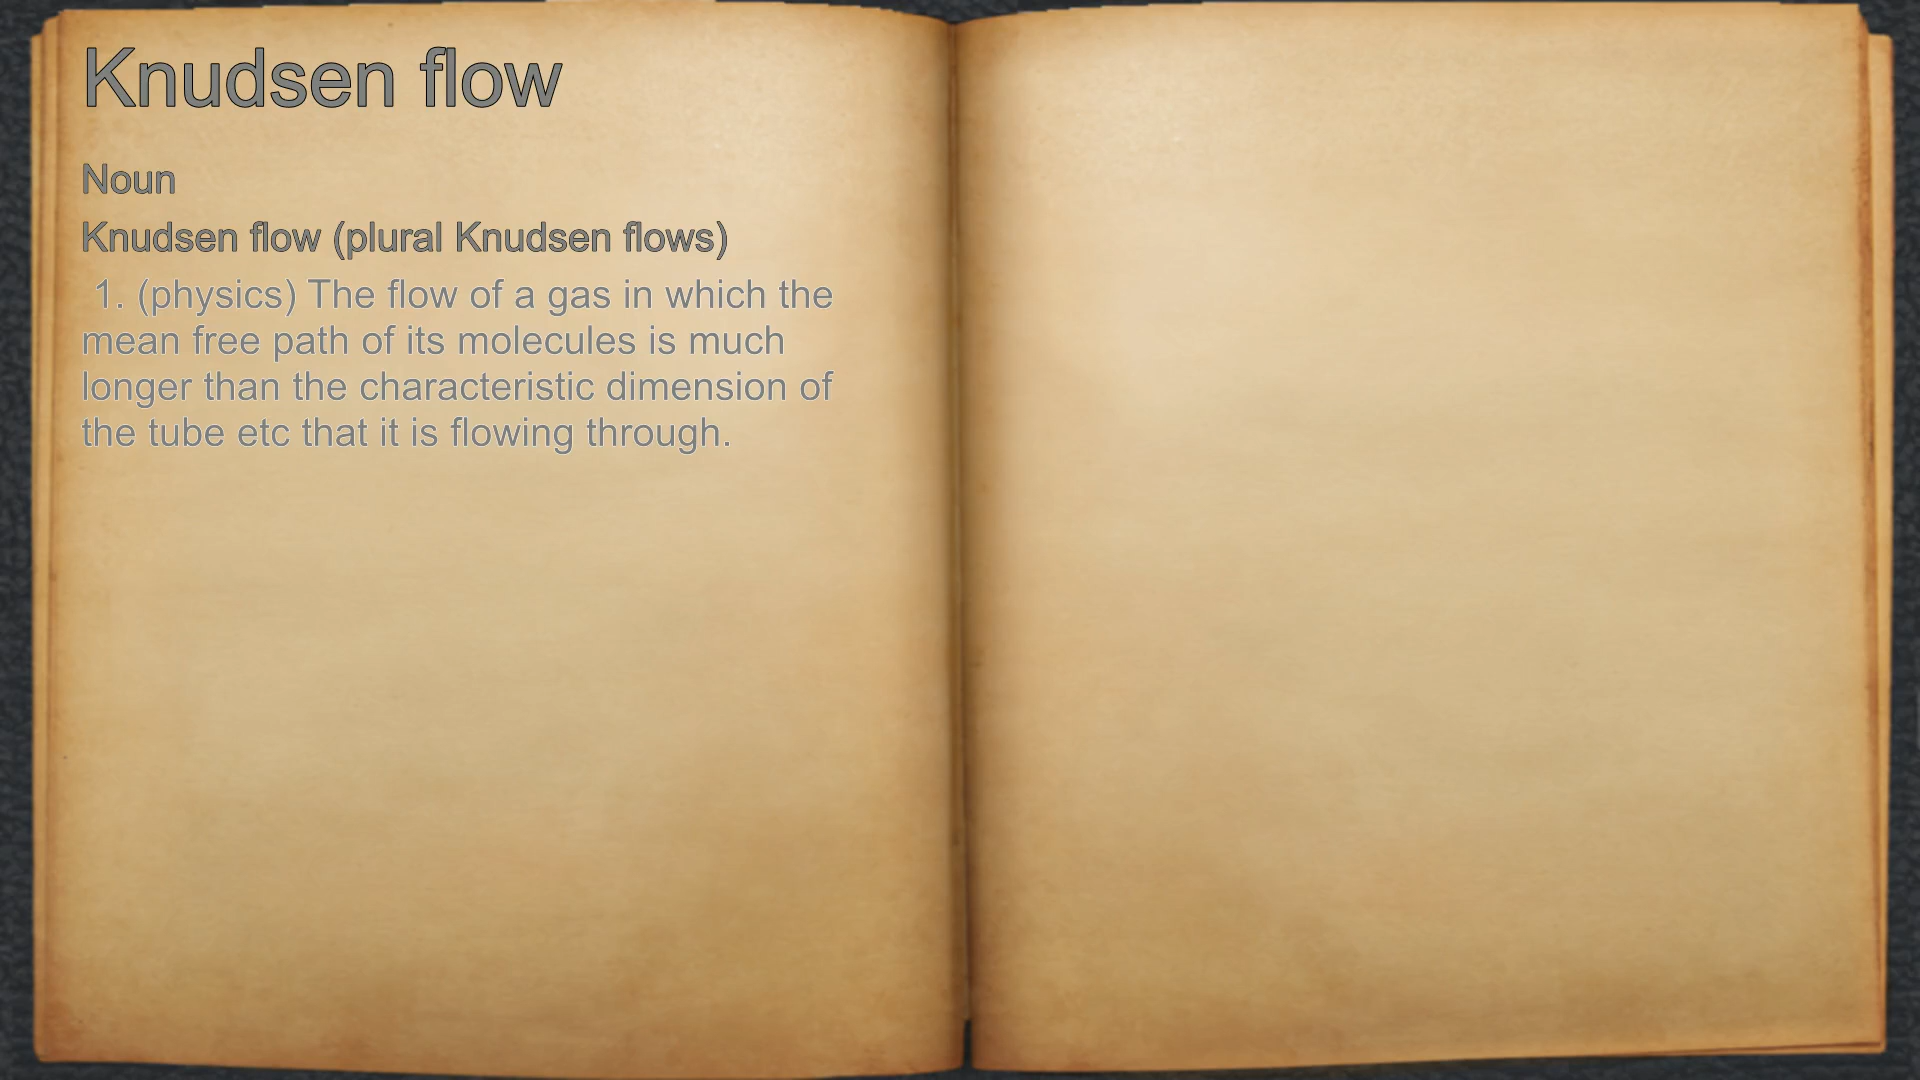 Knudsen flow
Noun
Knudsen flow (plural Knudsen flows)
1. (physics) The flow of a gas in which the
mean free path of its molecules is much
longer than the characteristic dimension of
the tube etc that it is flowing through.